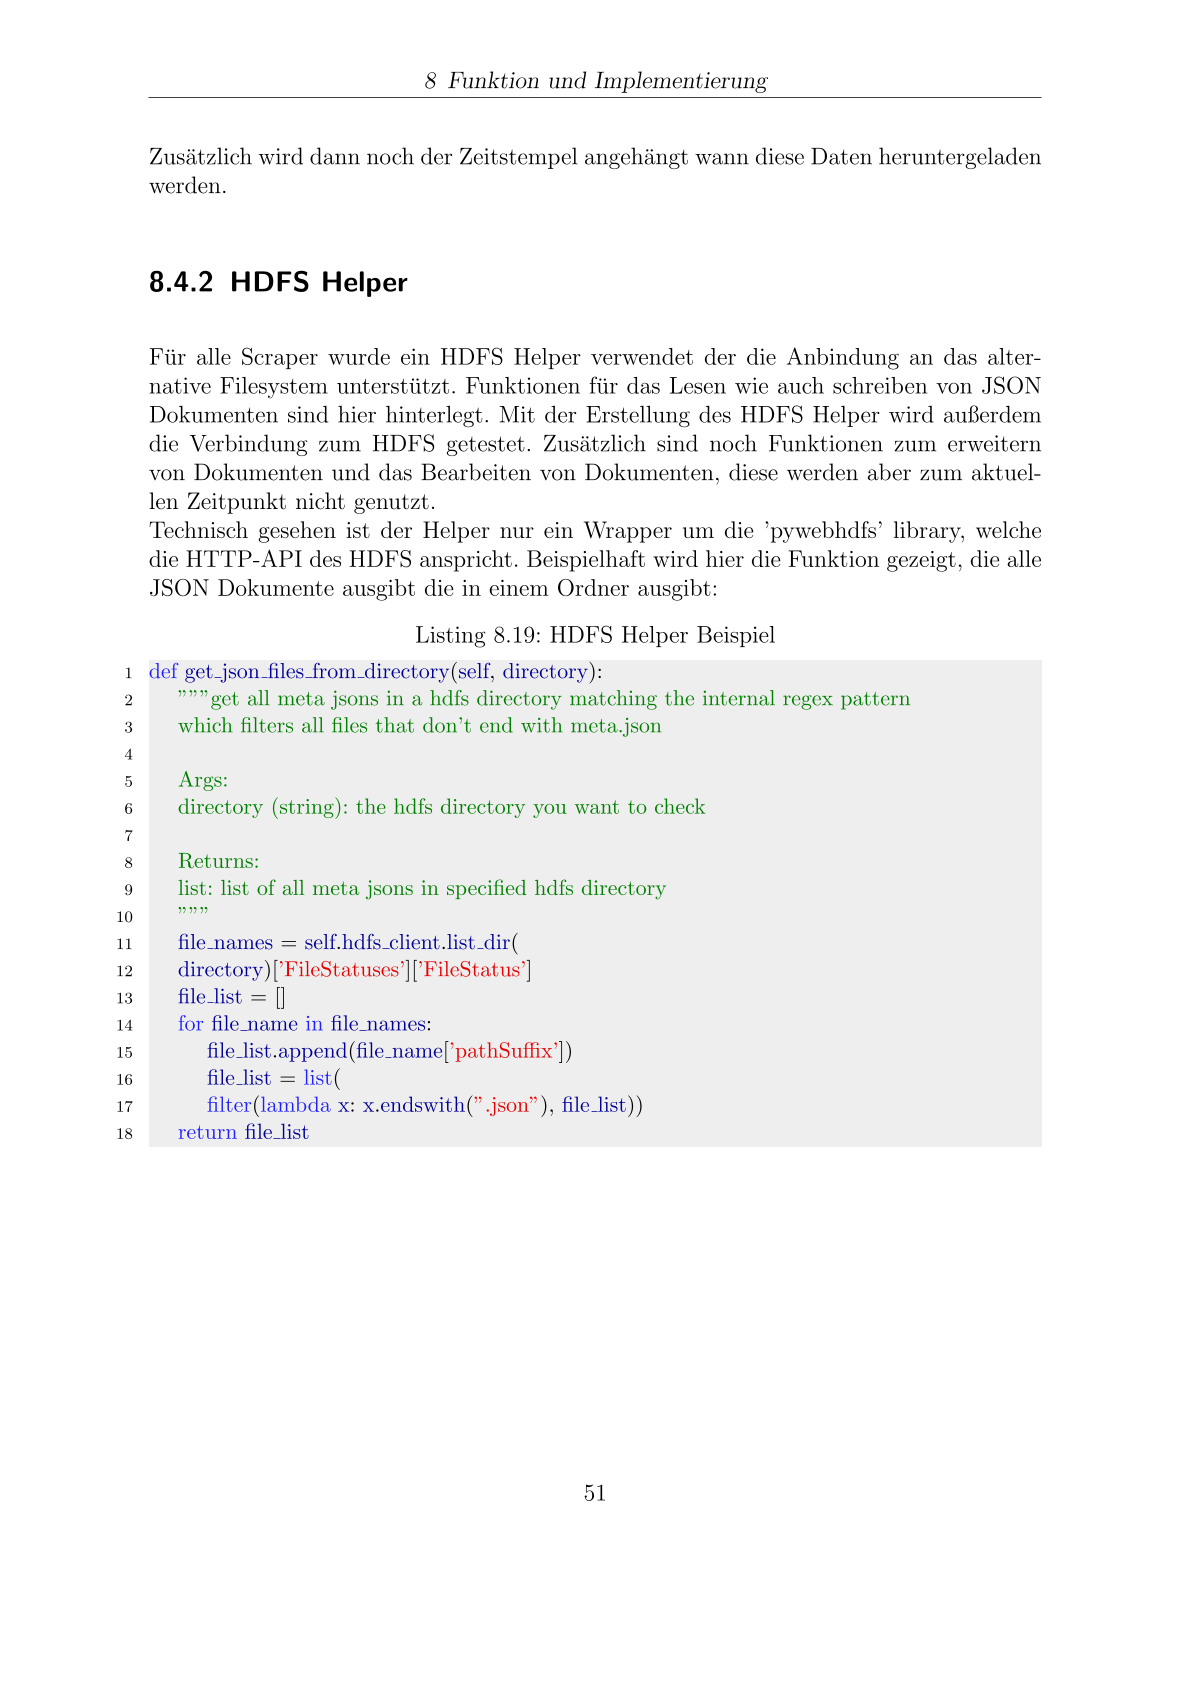 8 Funktion und Implementierung
Zusätzlich wird dann noch der Zeitstempel angehängt wann diese Daten heruntergeladen
werden.
8.4.2 HDFS Helper
Für alle Scraper wurde ein HDFS Helper verwendet der die Anbindung an das alter-
native Filesystem unterstützt. Funktionen für das Lesen wie auch schreiben von JSON
Dokumenten sind hier hinterlegt. Mit der Erstellung des HDFS Helper wird außerdem
die Verbindung zum HDFS getestet. Zusätzlich sind noch Funktionen zum erweitern
von Dokumenten und das Bearbeiten von Dokumenten, diese werden aber zum aktuel-
len Zeitpunkt nicht genutzt.
Technisch gesehen ist der Helper nur ein Wrapper um die ’pywebhdfs’ library, welche
die HTTP-API des HDFS anspricht. Beispielhaft wird hier die Funktion gezeigt, die alle
JSON Dokumente ausgibt die in einem Ordner ausgibt:
Listing 8.19: HDFS Helper Beispiel
1 def get_json_files_from_directory(self, directory):
2 ”””get all meta jsons in a hdfs directory matching the internal regex pattern
3 which filters all files that don’t end with meta.json
4
5 Args:
6 directory (string): the hdfs directory you want to check
7
8 Returns:
9 list: list of all meta jsons in specified hdfs directory
10 ”””
11 file_names = self.hdfs_client.list_dir(
12 directory)[’FileStatuses’][’FileStatus’]
13 file_list = []
14 for file_name in file_names:
15 file_list.append(file_name[’pathSuffix’])
16 file_list = list(
17 filter(lambda x: x.endswith(”.json”), file_list))
18 return file_list
51